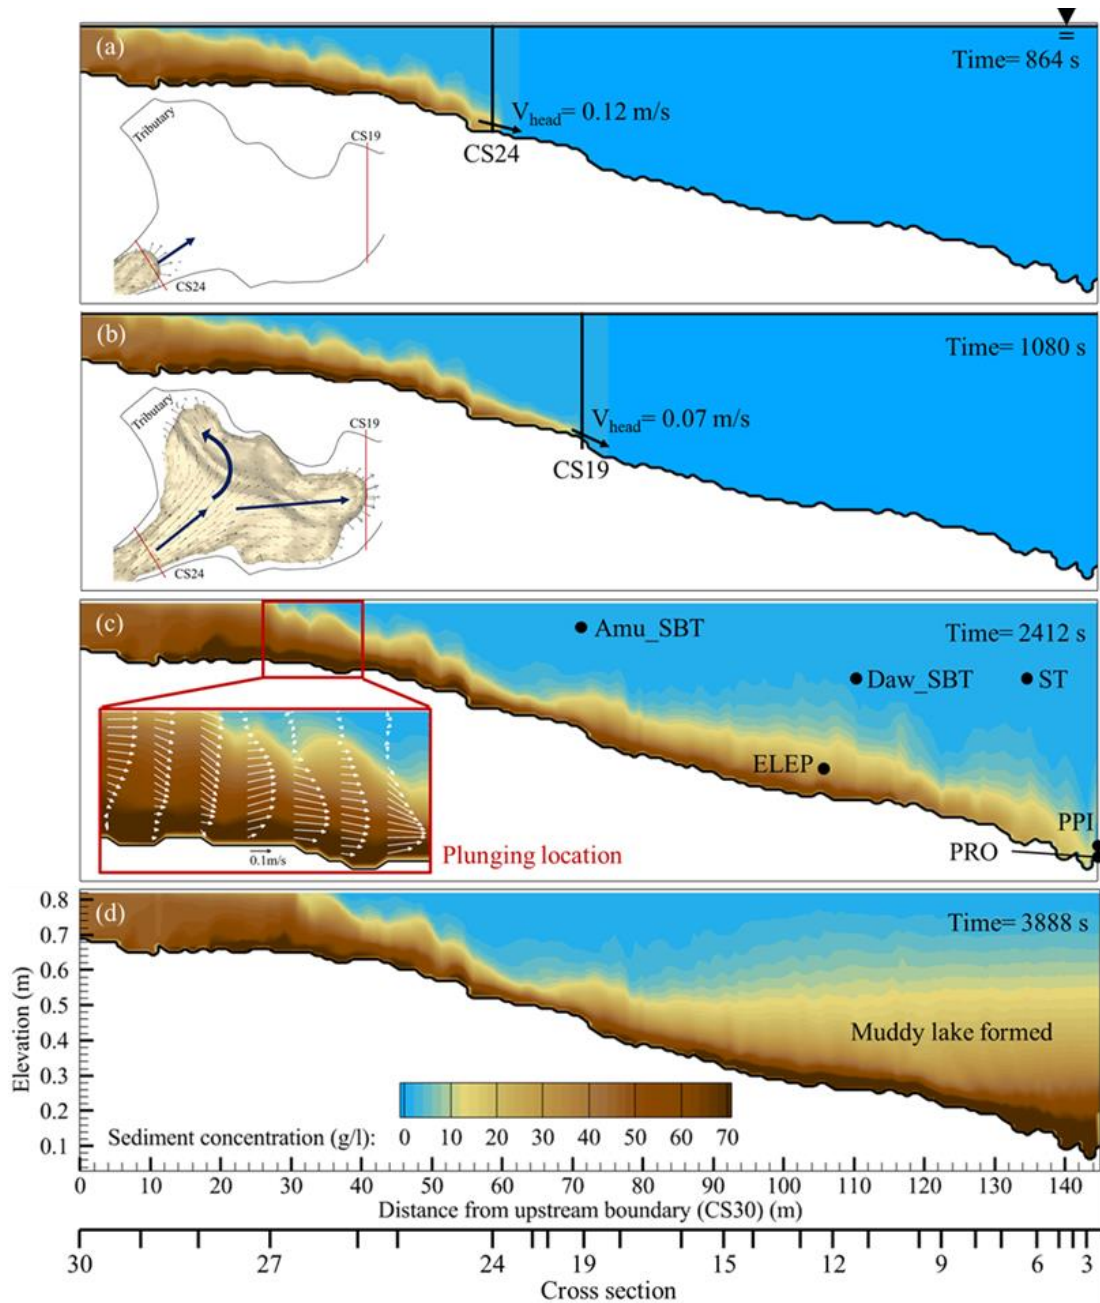 (a)
Time= 864 s
V_head= 0.12 m/s
CS24
Tributary
CS19
CS24
(b)
Time= 1080 s
V_head= 0.07 m/s
CS19
Tributary
CS19
CS24
(c)
Time= 2412 s
Amu_SBT
Daw_SBT
ST
ELEP
PPI
PRO
0.1m/s
Plunging location
(d)
Time= 3888 s
Muddy lake formed
Elevation (m)
0.8
0.7
0.6
0.5
0.4
0.3
0.2
0.1
Sediment concentration (g/l):
0 10 20 30 40 50 60 70
0 10 20 30 40 50 60 70 80 90 100 110 120 130 140
Distance from upstream boundary (CS30) (m)
30 27 24 19 15 12 9 6 3
Cross section